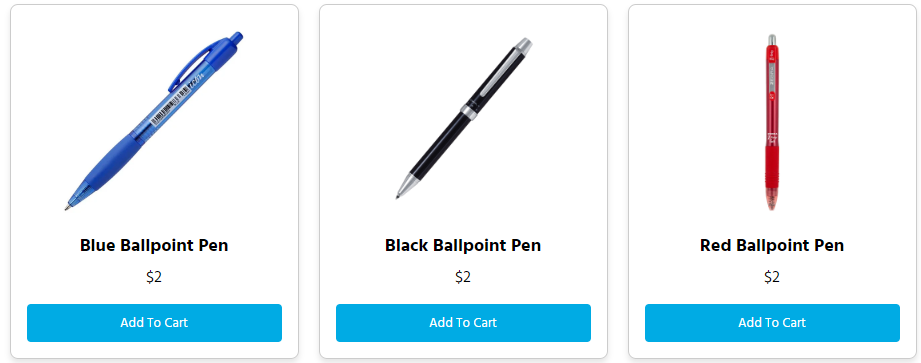 Blue Ballpoint Pen
$2
Add To Cart
Black Ballpoint Pen
$2
Add To Cart
Red Ballpoint Pen
$2
Add To Cart